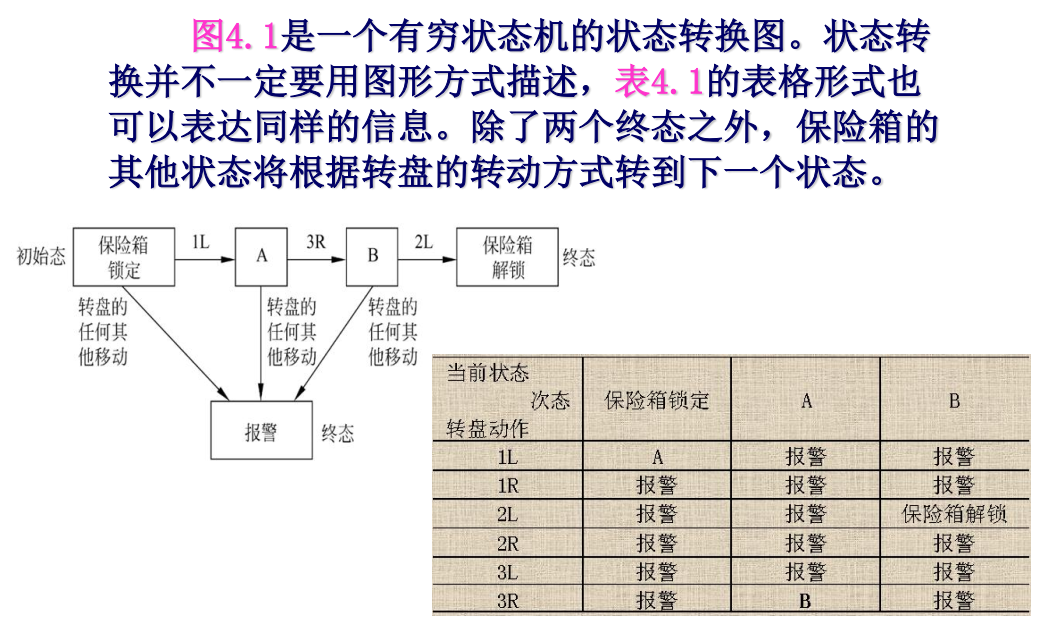 图4.1是一个有穷状态机的状态转换图。状态转
换并不一定要用图形方式描述，表4.1的表格形式也
可以表达同样的信息。除了两个终态之外，保险箱的
其他状态将根据转盘的转动方式转到下一个状态。
初始态
保险箱
锁定
1L
A
3R
B
2L
保险箱
解锁
终态
转盘的
任何其
他移动
转盘的
任何其
他移动
转盘的
任何其
他移动
报警
终态
当前状态
次态
转盘动作
保险箱锁定 A B
1L A 报警 报警
1R 报警 报警 报警
2L 报警 报警 保险箱解锁
2R 报警 报警 报警
3L 报警 报警 报警
3R 报警 B 报警